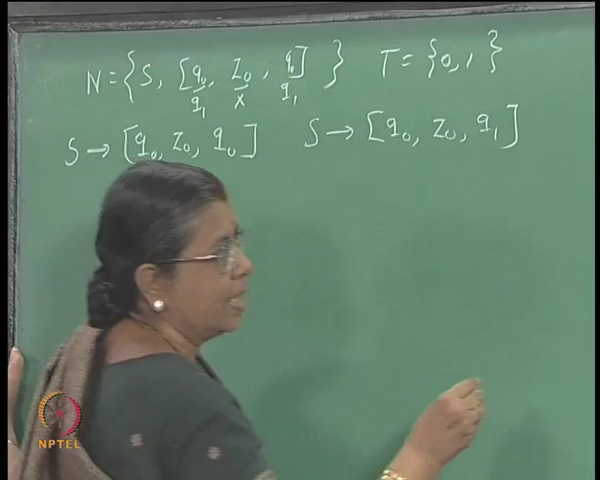 N = { S, [q₀/q₁, Z₀/X, q₀/q₁] } T = {0, 1}
S → [q₀, Z₀, q₀] S → [q₀, Z₀, q₁]
NPTEL